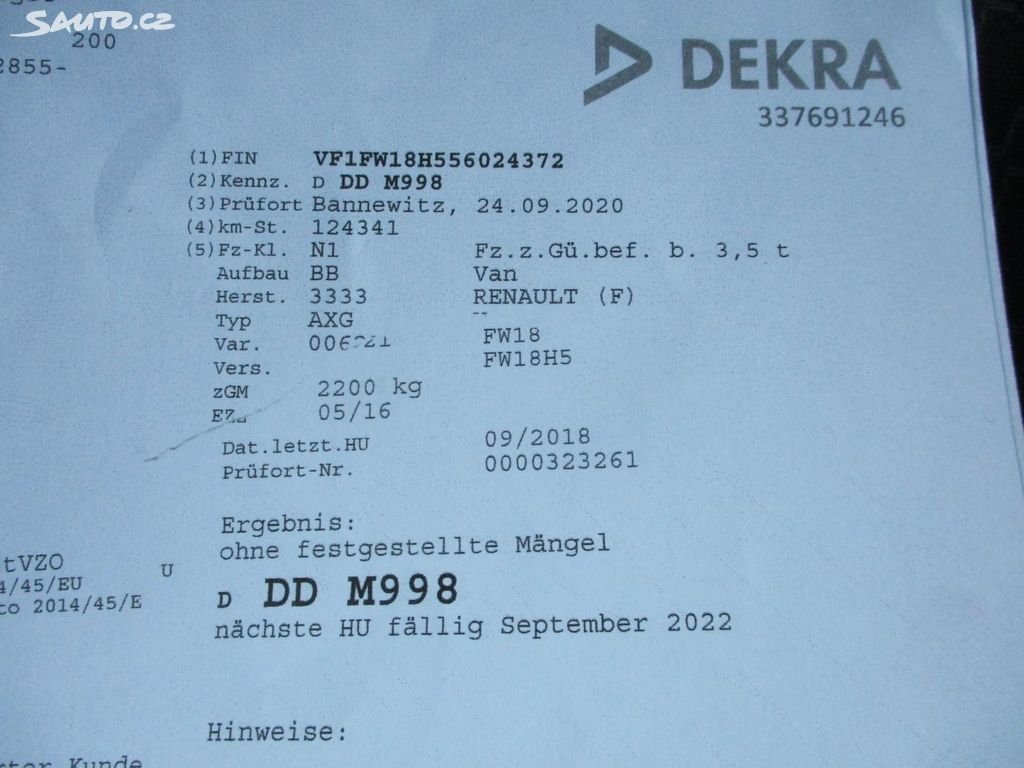 SAUTO.CZ
200
2855-
DEKRA
337691246
(1) FIN VF1FW18H556024372
(2) Kennz. D DD M998
(3) Prüfort Bannewitz, 24.09.2020
(4) km-St. 124341
(5) Fz-Kl. N1 Fz.z.Gü.bef. b. 3,5 t
Aufbau BB Van
Herst. 3333 RENAULT (F)
Typ AXG --
Var. FW18
Vers. FW18H5
zGM 2200 kg
EZ 05/16
Dat.letzt.HU 09/2018
Prüfort-Nr. 0000323261
Ergebnis:
ohne festgestellte Mängel
tVZO
4/45/EU U
to 2014/45/E
D DD M998
nächste HU fällig September 2022
Hinweise:
Kunde